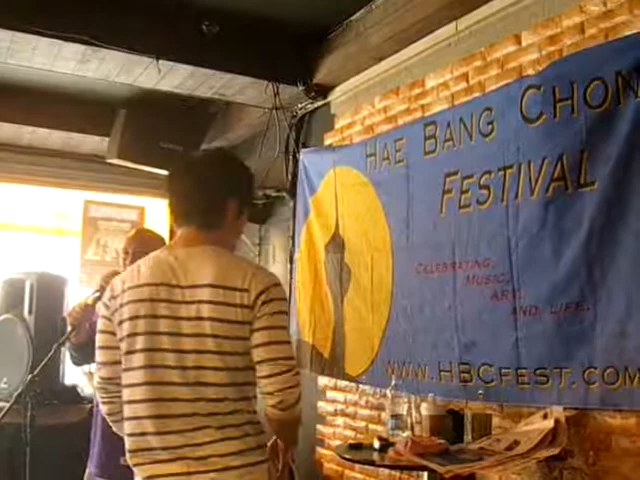 HAE BANG CHON
FESTIVAL
CELEBRATING,
MUSIC,
ART,
AND LIFE.
WWW.HBCFEST.COM